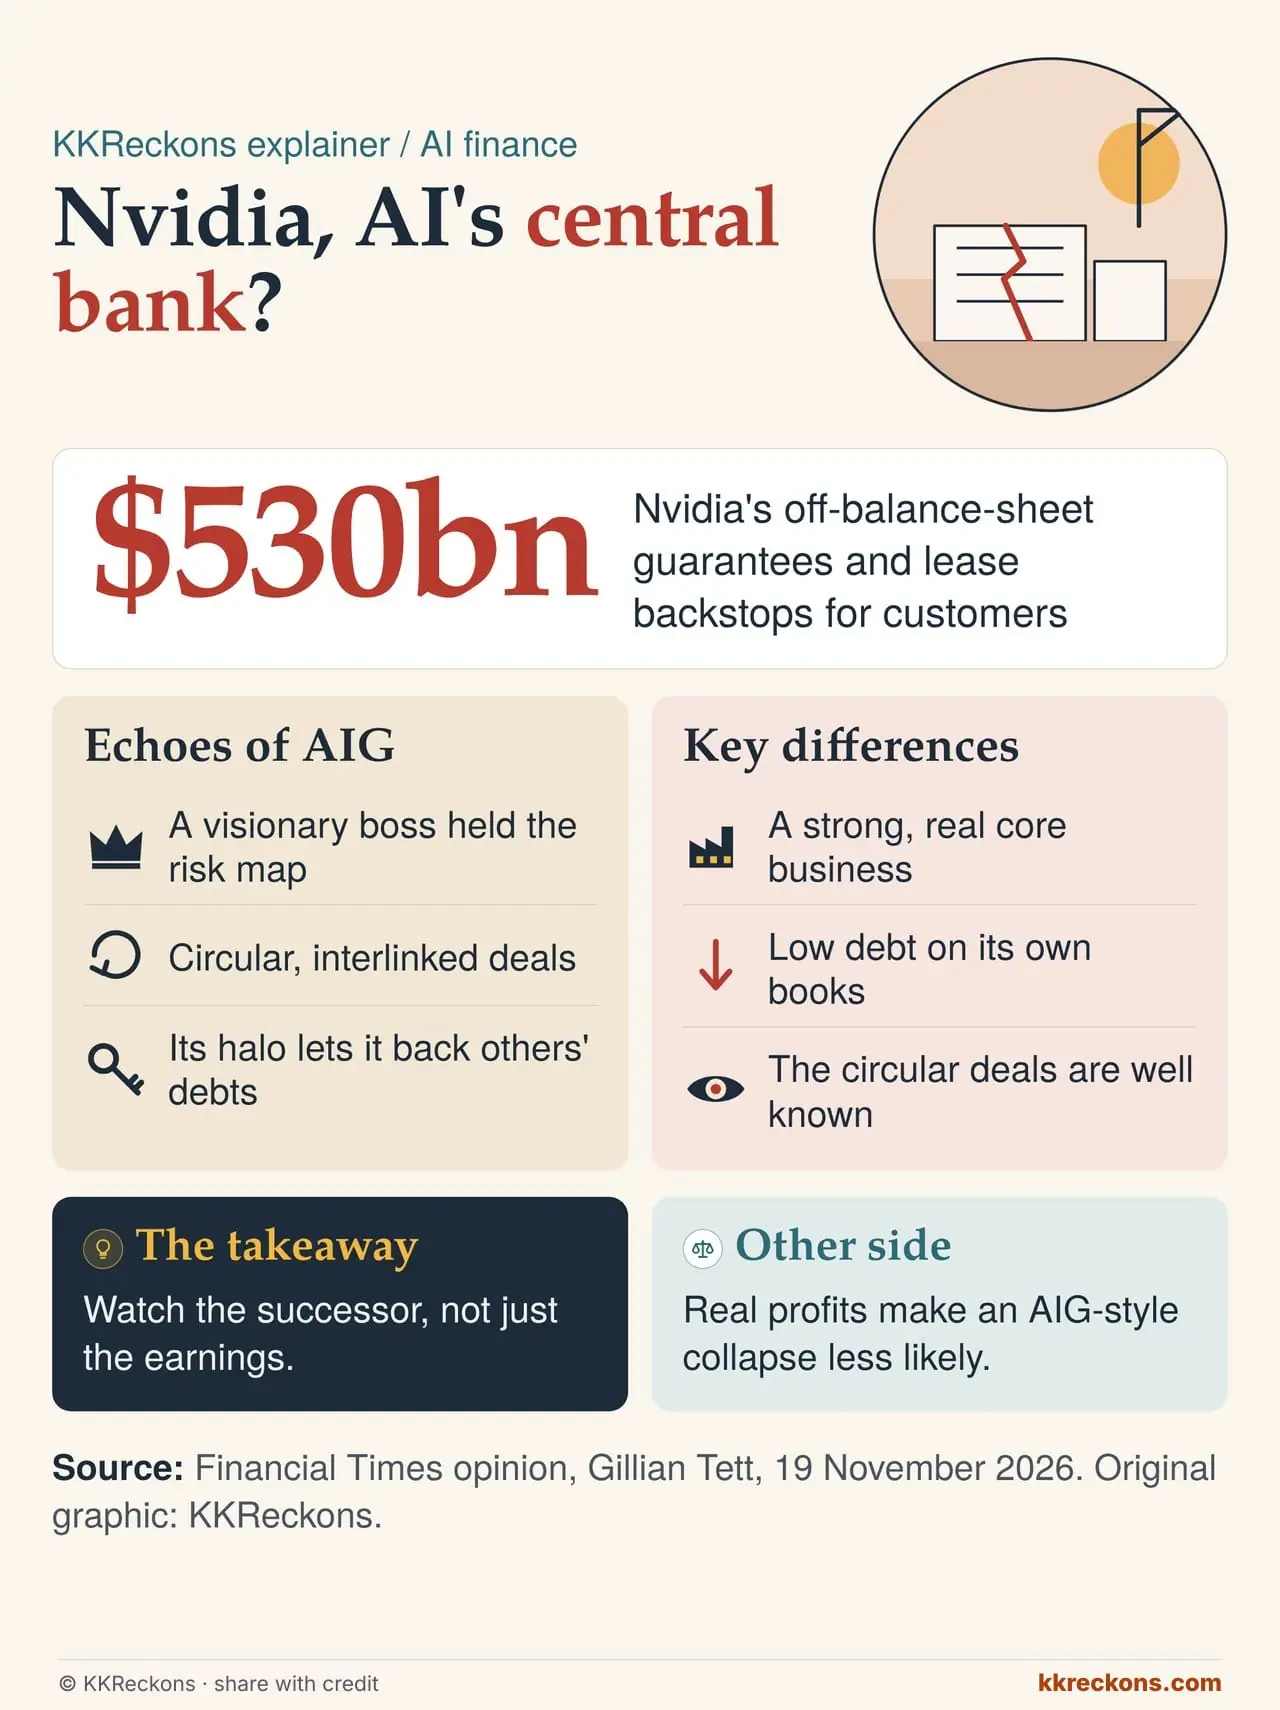 KKReckons explainer / AI finance
Nvidia, AI's central
bank?
$530bn
Nvidia's off-balance-sheet
guarantees and lease
backstops for customers
Echoes of AIG
A visionary boss held the
risk map
Circular, interlinked deals
Its halo lets it back others'
debts
Key differences
A strong, real core
business
Low debt on its own
books
The circular deals are well
known
The takeaway
Watch the successor, not just
the earnings.
Other side
Real profits make an AIG-style
collapse less likely.
Source: Financial Times opinion, Gillian Tett, 19 November 2026. Original
graphic: KKReckons.
© KKReckons · share with credit
kkreckons.com